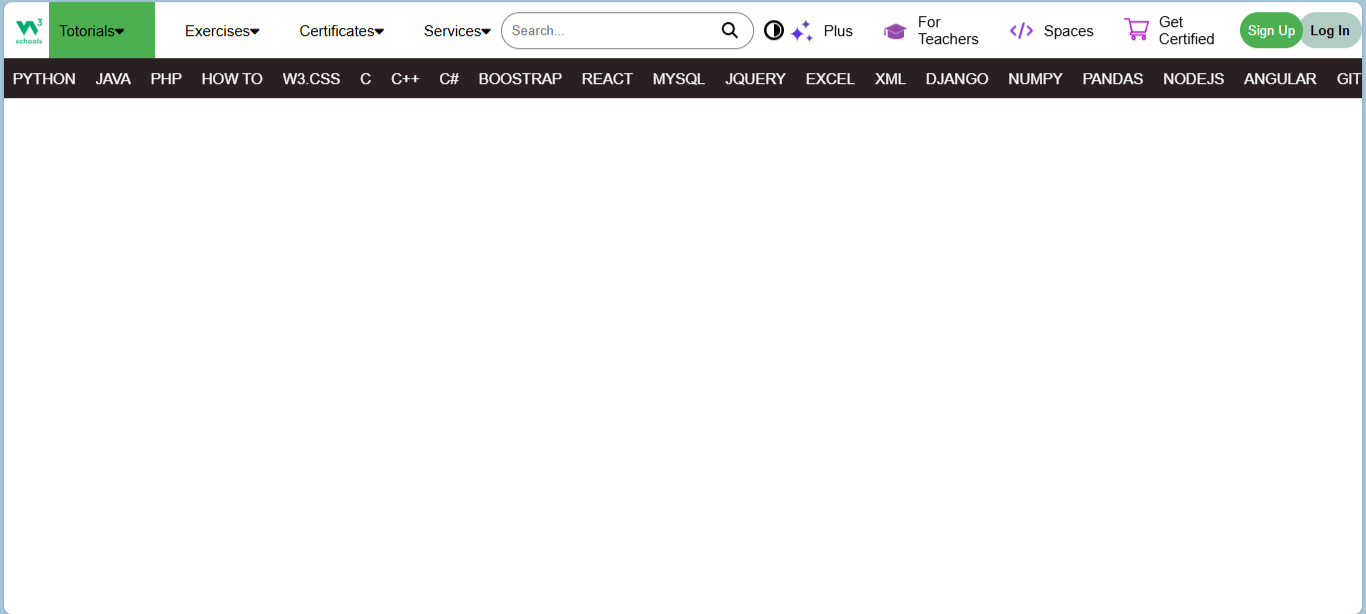 W3 schools Totorials Exercises Certificates Services Search... Plus For Teachers Spaces Get Certified Sign Up Log In
PYTHON JAVA PHP HOW TO W3.CSS C C++ C# BOOSTRAP REACT MYSQL JQUERY EXCEL XML DJANGO NUMPY PANDAS NODEJS ANGULAR GIT